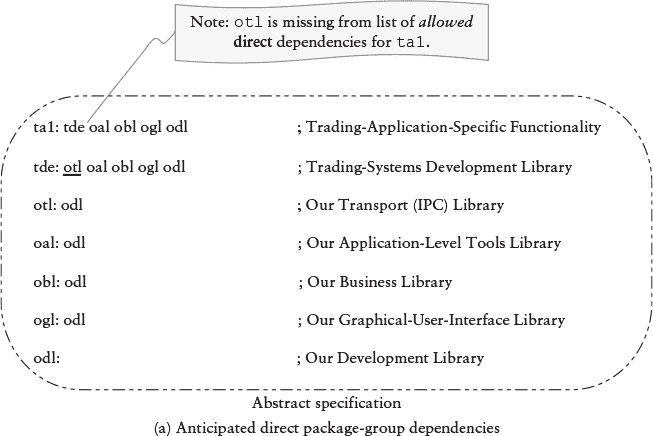 Note: otl is missing from list of allowed
direct dependencies for ta1.
ta1: tde oal obl ogl odl ; Trading-Application-Specific Functionality
tde: otl oal obl ogl odl ; Trading-Systems Development Library
otl: odl ; Our Transport (IPC) Library
oal: odl ; Our Application-Level Tools Library
obl: odl ; Our Business Library
ogl: odl ; Our Graphical-User-Interface Library
odl: ; Our Development Library
Abstract specification
(a) Anticipated direct package-group dependencies